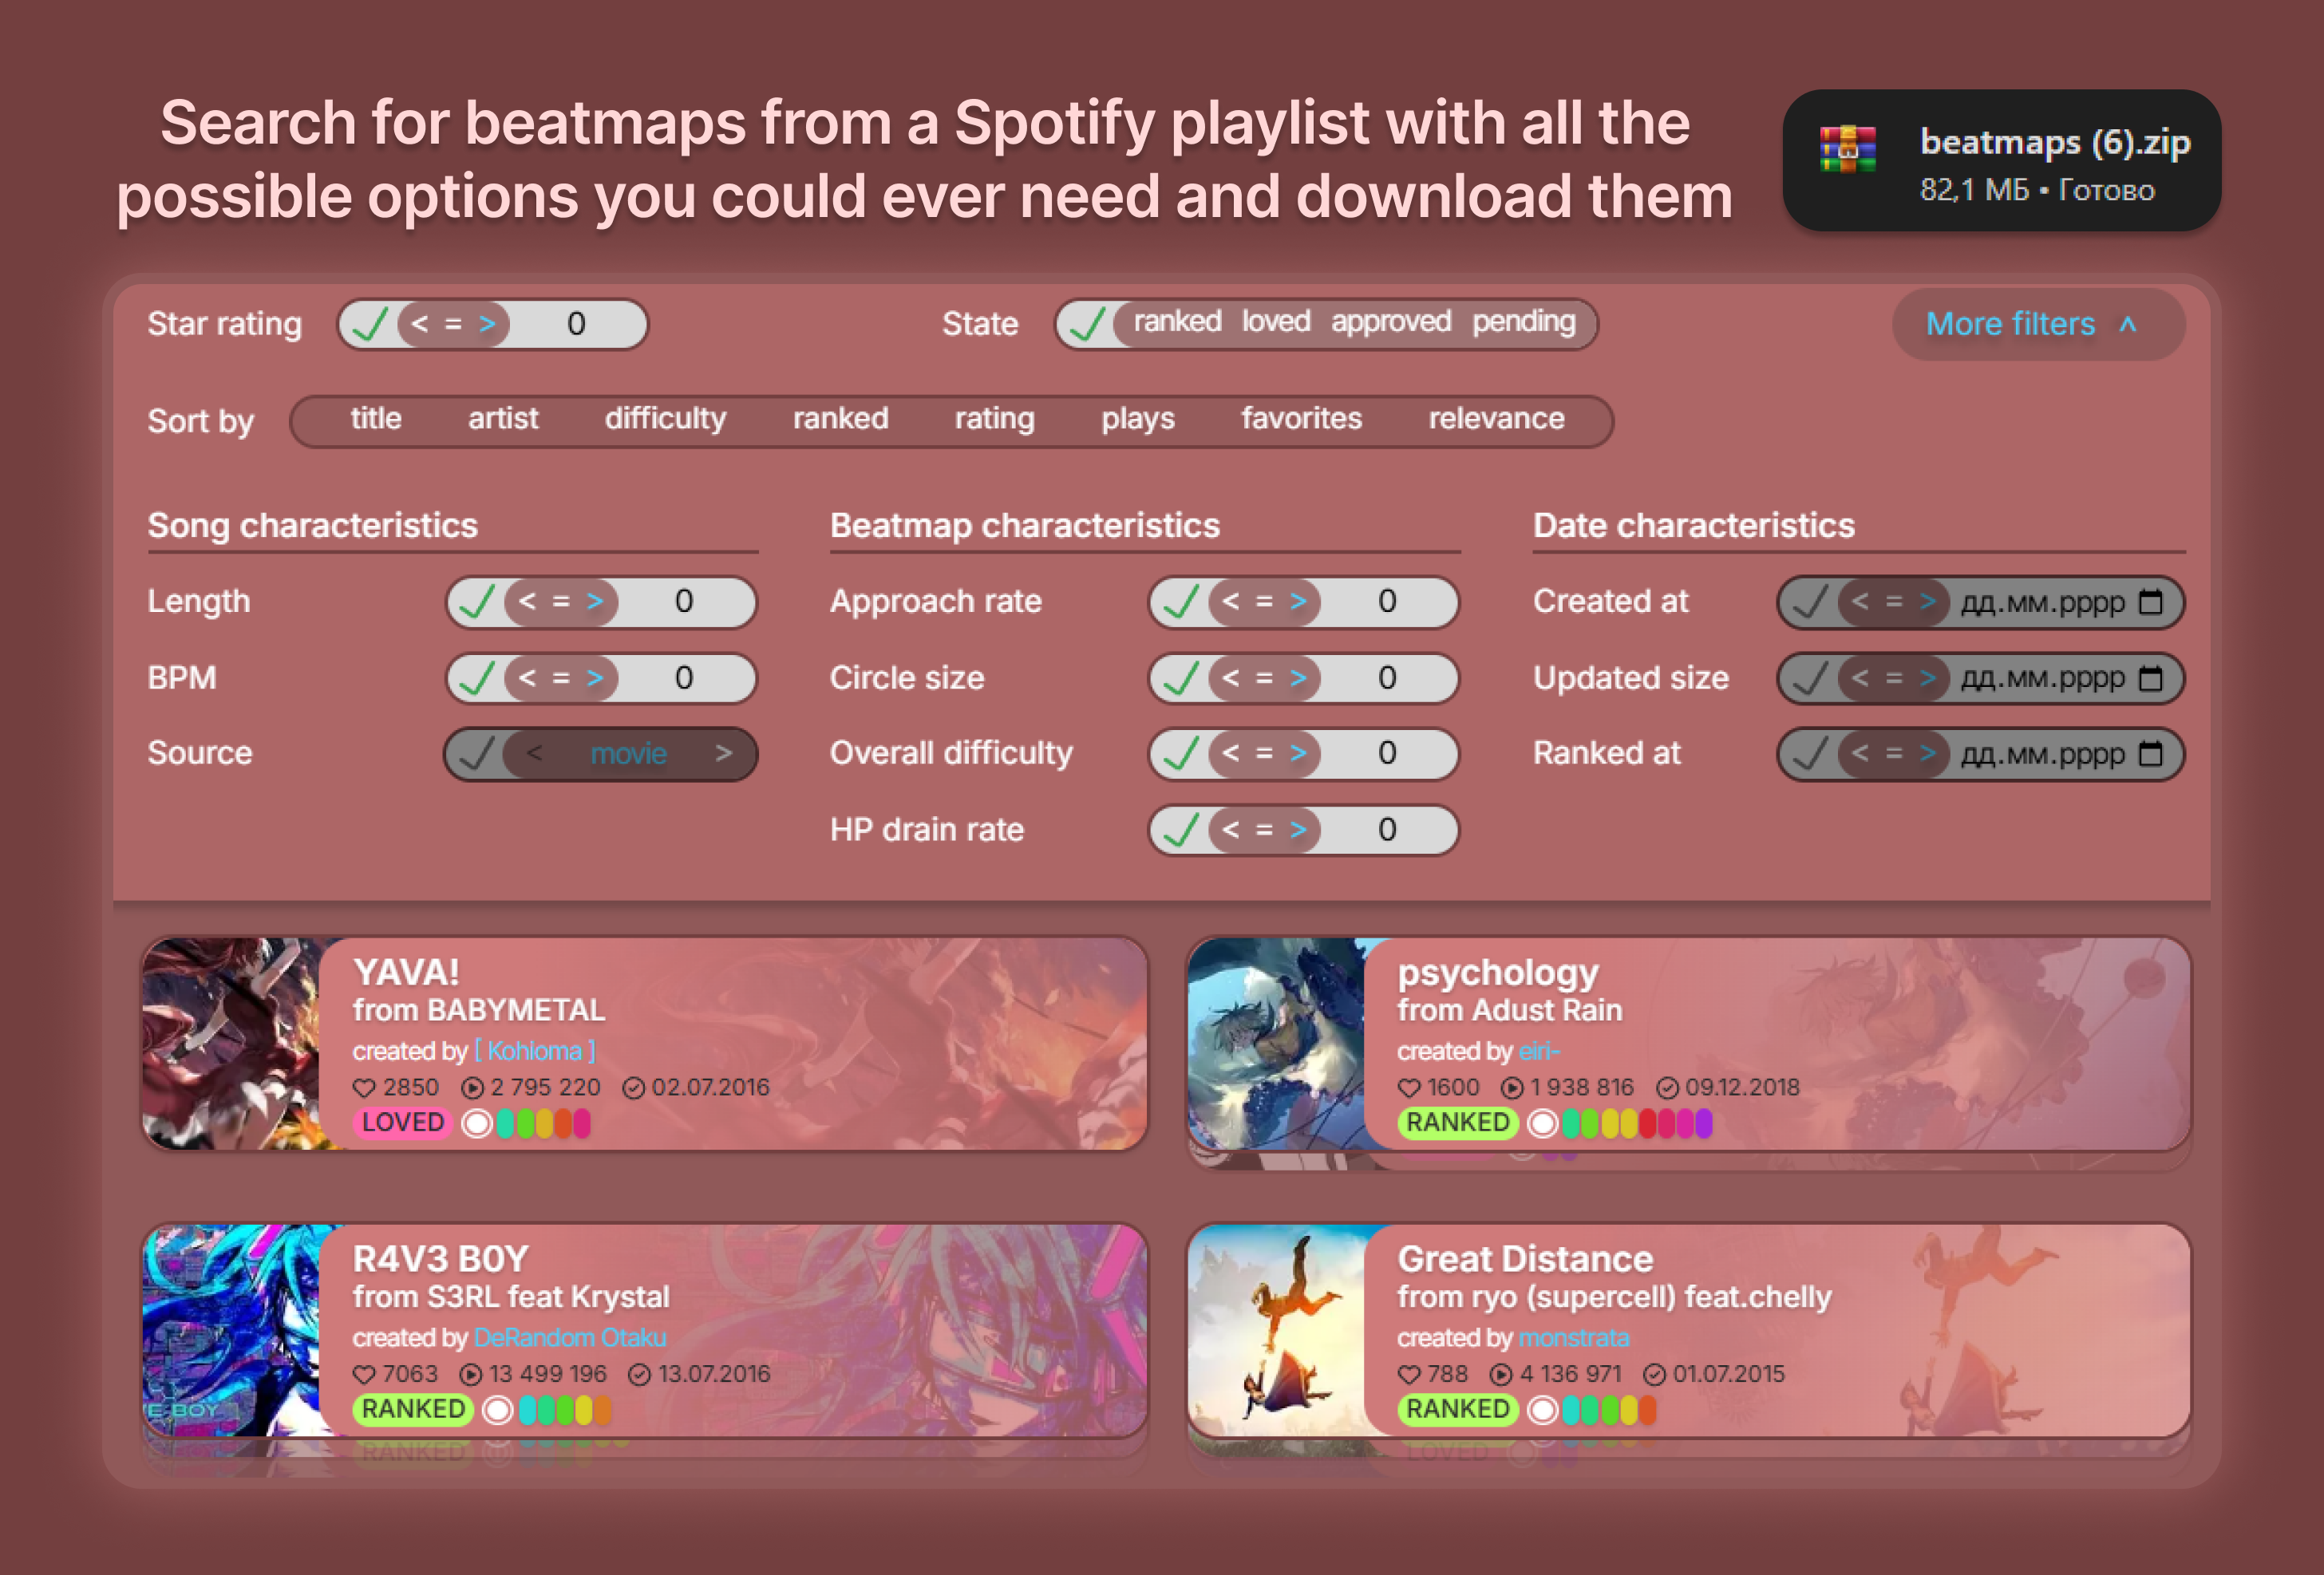 Search for beatmaps from a Spotify playlist with all the
possible options you could ever need and download them
beatmaps (6).zip
82,1 МБ • Готово
Star rating < = > 0
State ranked loved approved pending
More filters ^
Sort by title artist difficulty ranked rating plays favorites relevance
Song characteristics
Length < = > 0
BPM < = > 0
Source < movie >
Beatmap characteristics
Approach rate < = > 0
Circle size < = > 0
Overall difficulty < = > 0
HP drain rate < = > 0
Date characteristics
Created at < = > дд.мм.рррр
Updated size < = > дд.мм.рррр
Ranked at < = > дд.мм.рррр
YAVA!
from BABYMETAL
created by [ Kohioma ]
2850 2 795 220 02.07.2016
LOVED
psychology
from Adust Rain
created by eiri-
1600 1 938 816 09.12.2018
RANKED
R4V3 B0Y
from S3RL feat Krystal
created by DeRandom Otaku
7063 13 499 196 13.07.2016
RANKED
E BOY
RANKED
Great Distance
from ryo (supercell) feat.chelly
created by monstrata
788 4 136 971 01.07.2015
RANKED
LOVED